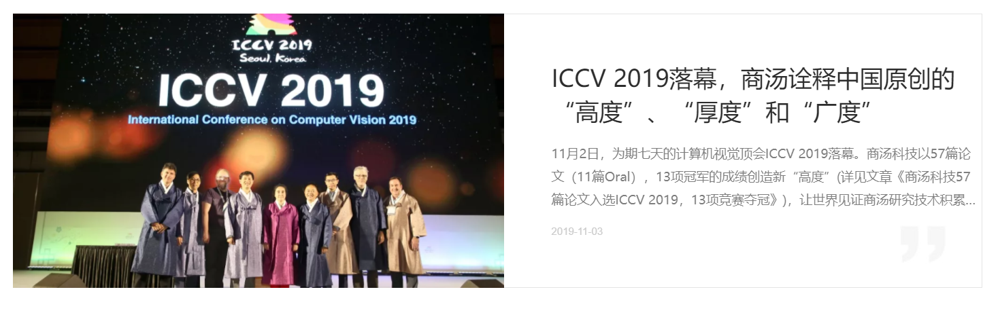 ICCV 2019
Seoul, Korea
ICCV 2019
International Conference on Computer Vision 2019
ICCV 2019落幕，商汤诠释中国原创的
“高度”、“厚度”和“广度”
11月2日，为期七天的计算机视觉顶会ICCV 2019落幕。商汤科技以57篇论
文（11篇Oral），13项冠军的成绩创造新“高度”(详见文章《商汤科技57
篇论文入选ICCV 2019，13项竞赛夺冠》)，让世界见证商汤研究技术积累...
2019-11-03